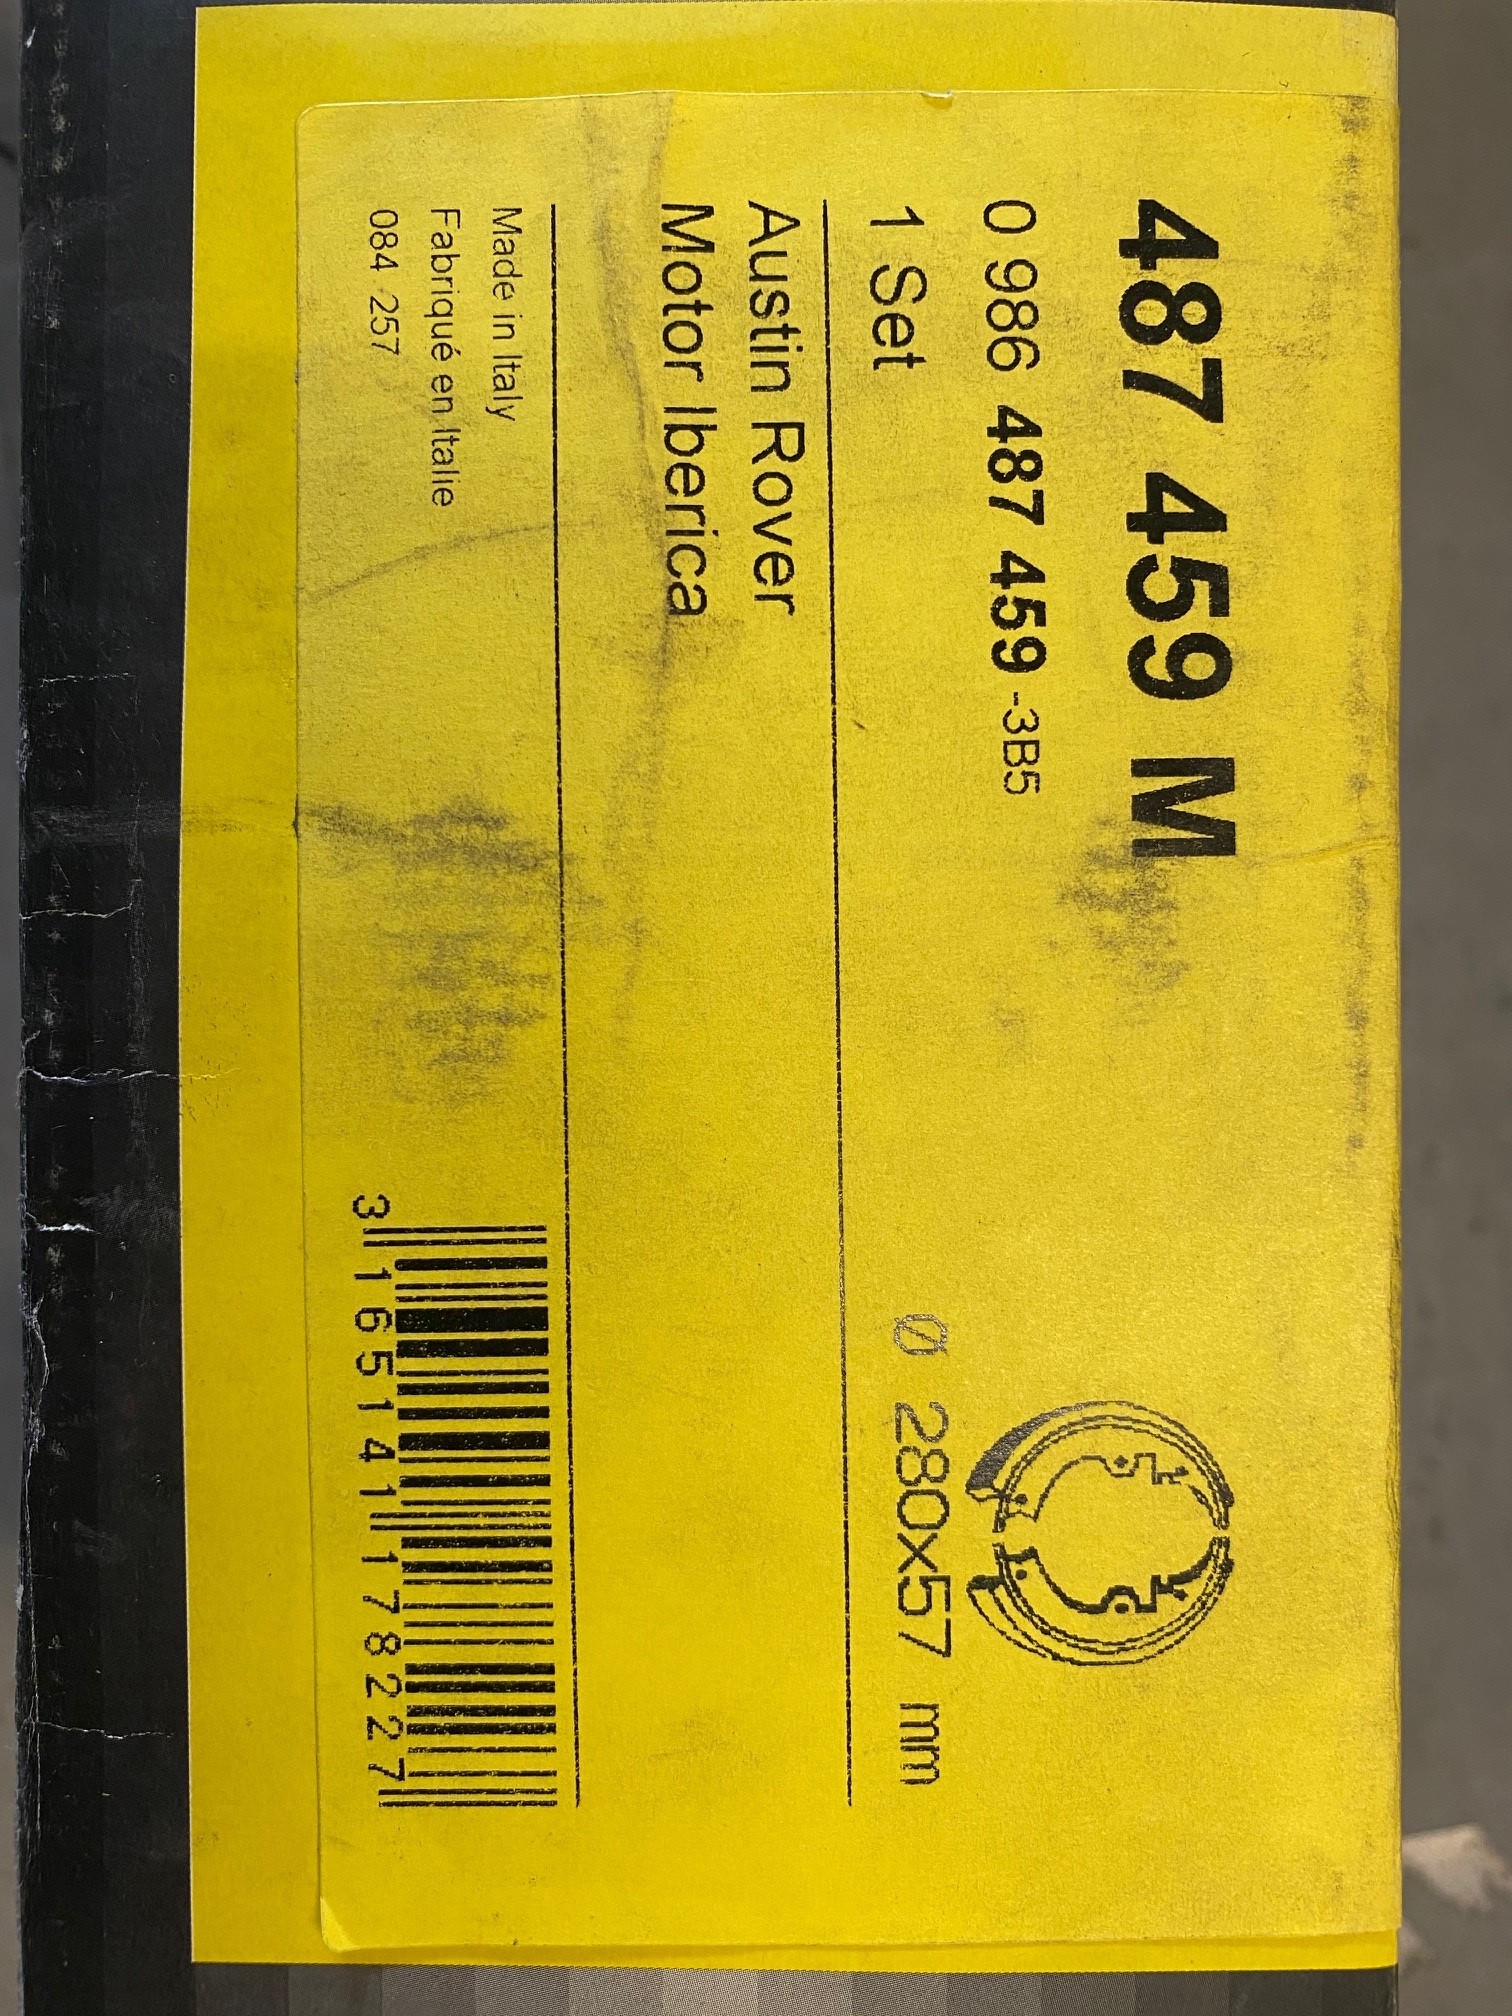 487 459 M
0 986 487 459 -3B5
1 Set
Ø 280x57 mm
Austin Rover
Motor Iberica
Made in Italy
Fabriqué en Italie
084 257
3 165141 178227